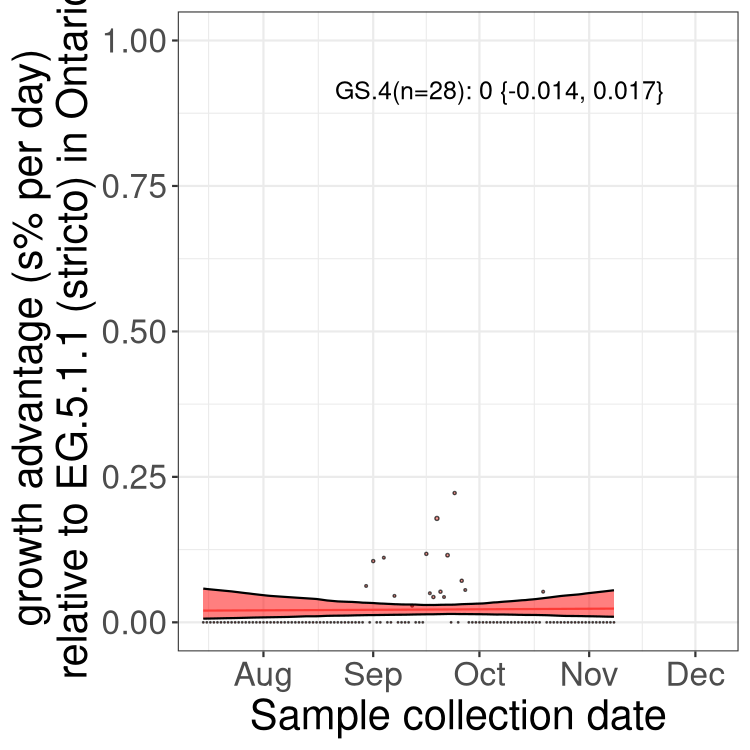 growth advantage (s% per day)
relative to EG.5.1.1 (stricto) in Ontario
1.00
0.75
0.50
0.25
0.00
GS.4(n=28): 0 {-0.014, 0.017}
Aug Sep Oct Nov Dec
Sample collection date